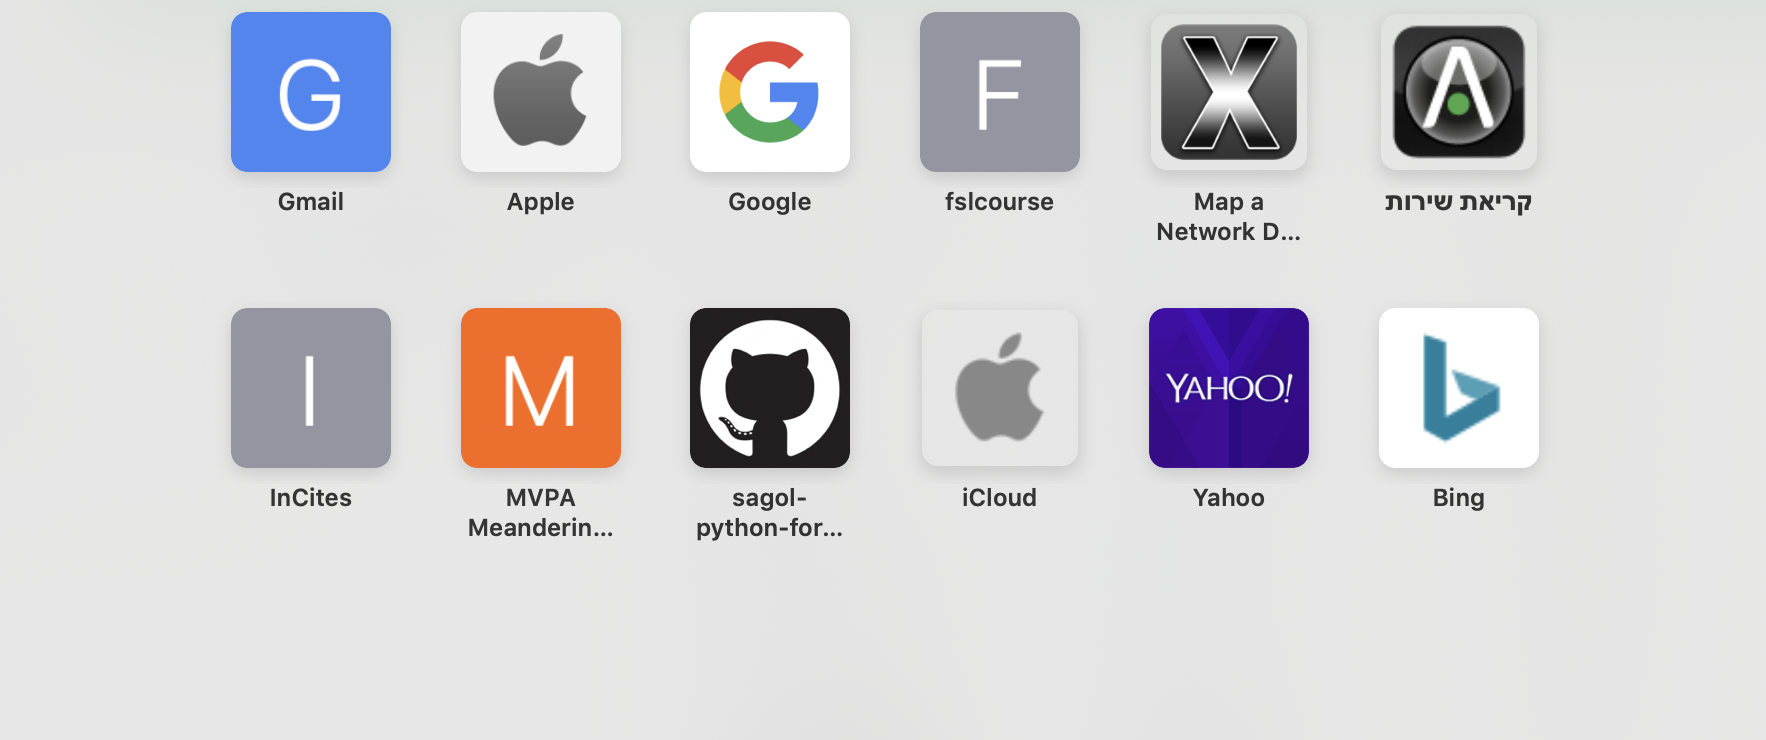 G
F
X
A
Gmail
Apple
Google
fslcourse
Map a
Network D...
קריאת שירות
I
M
YAHOO!
InCites
MVPA
Meanderin...
sagol-
python-for...
iCloud
Yahoo
Bing